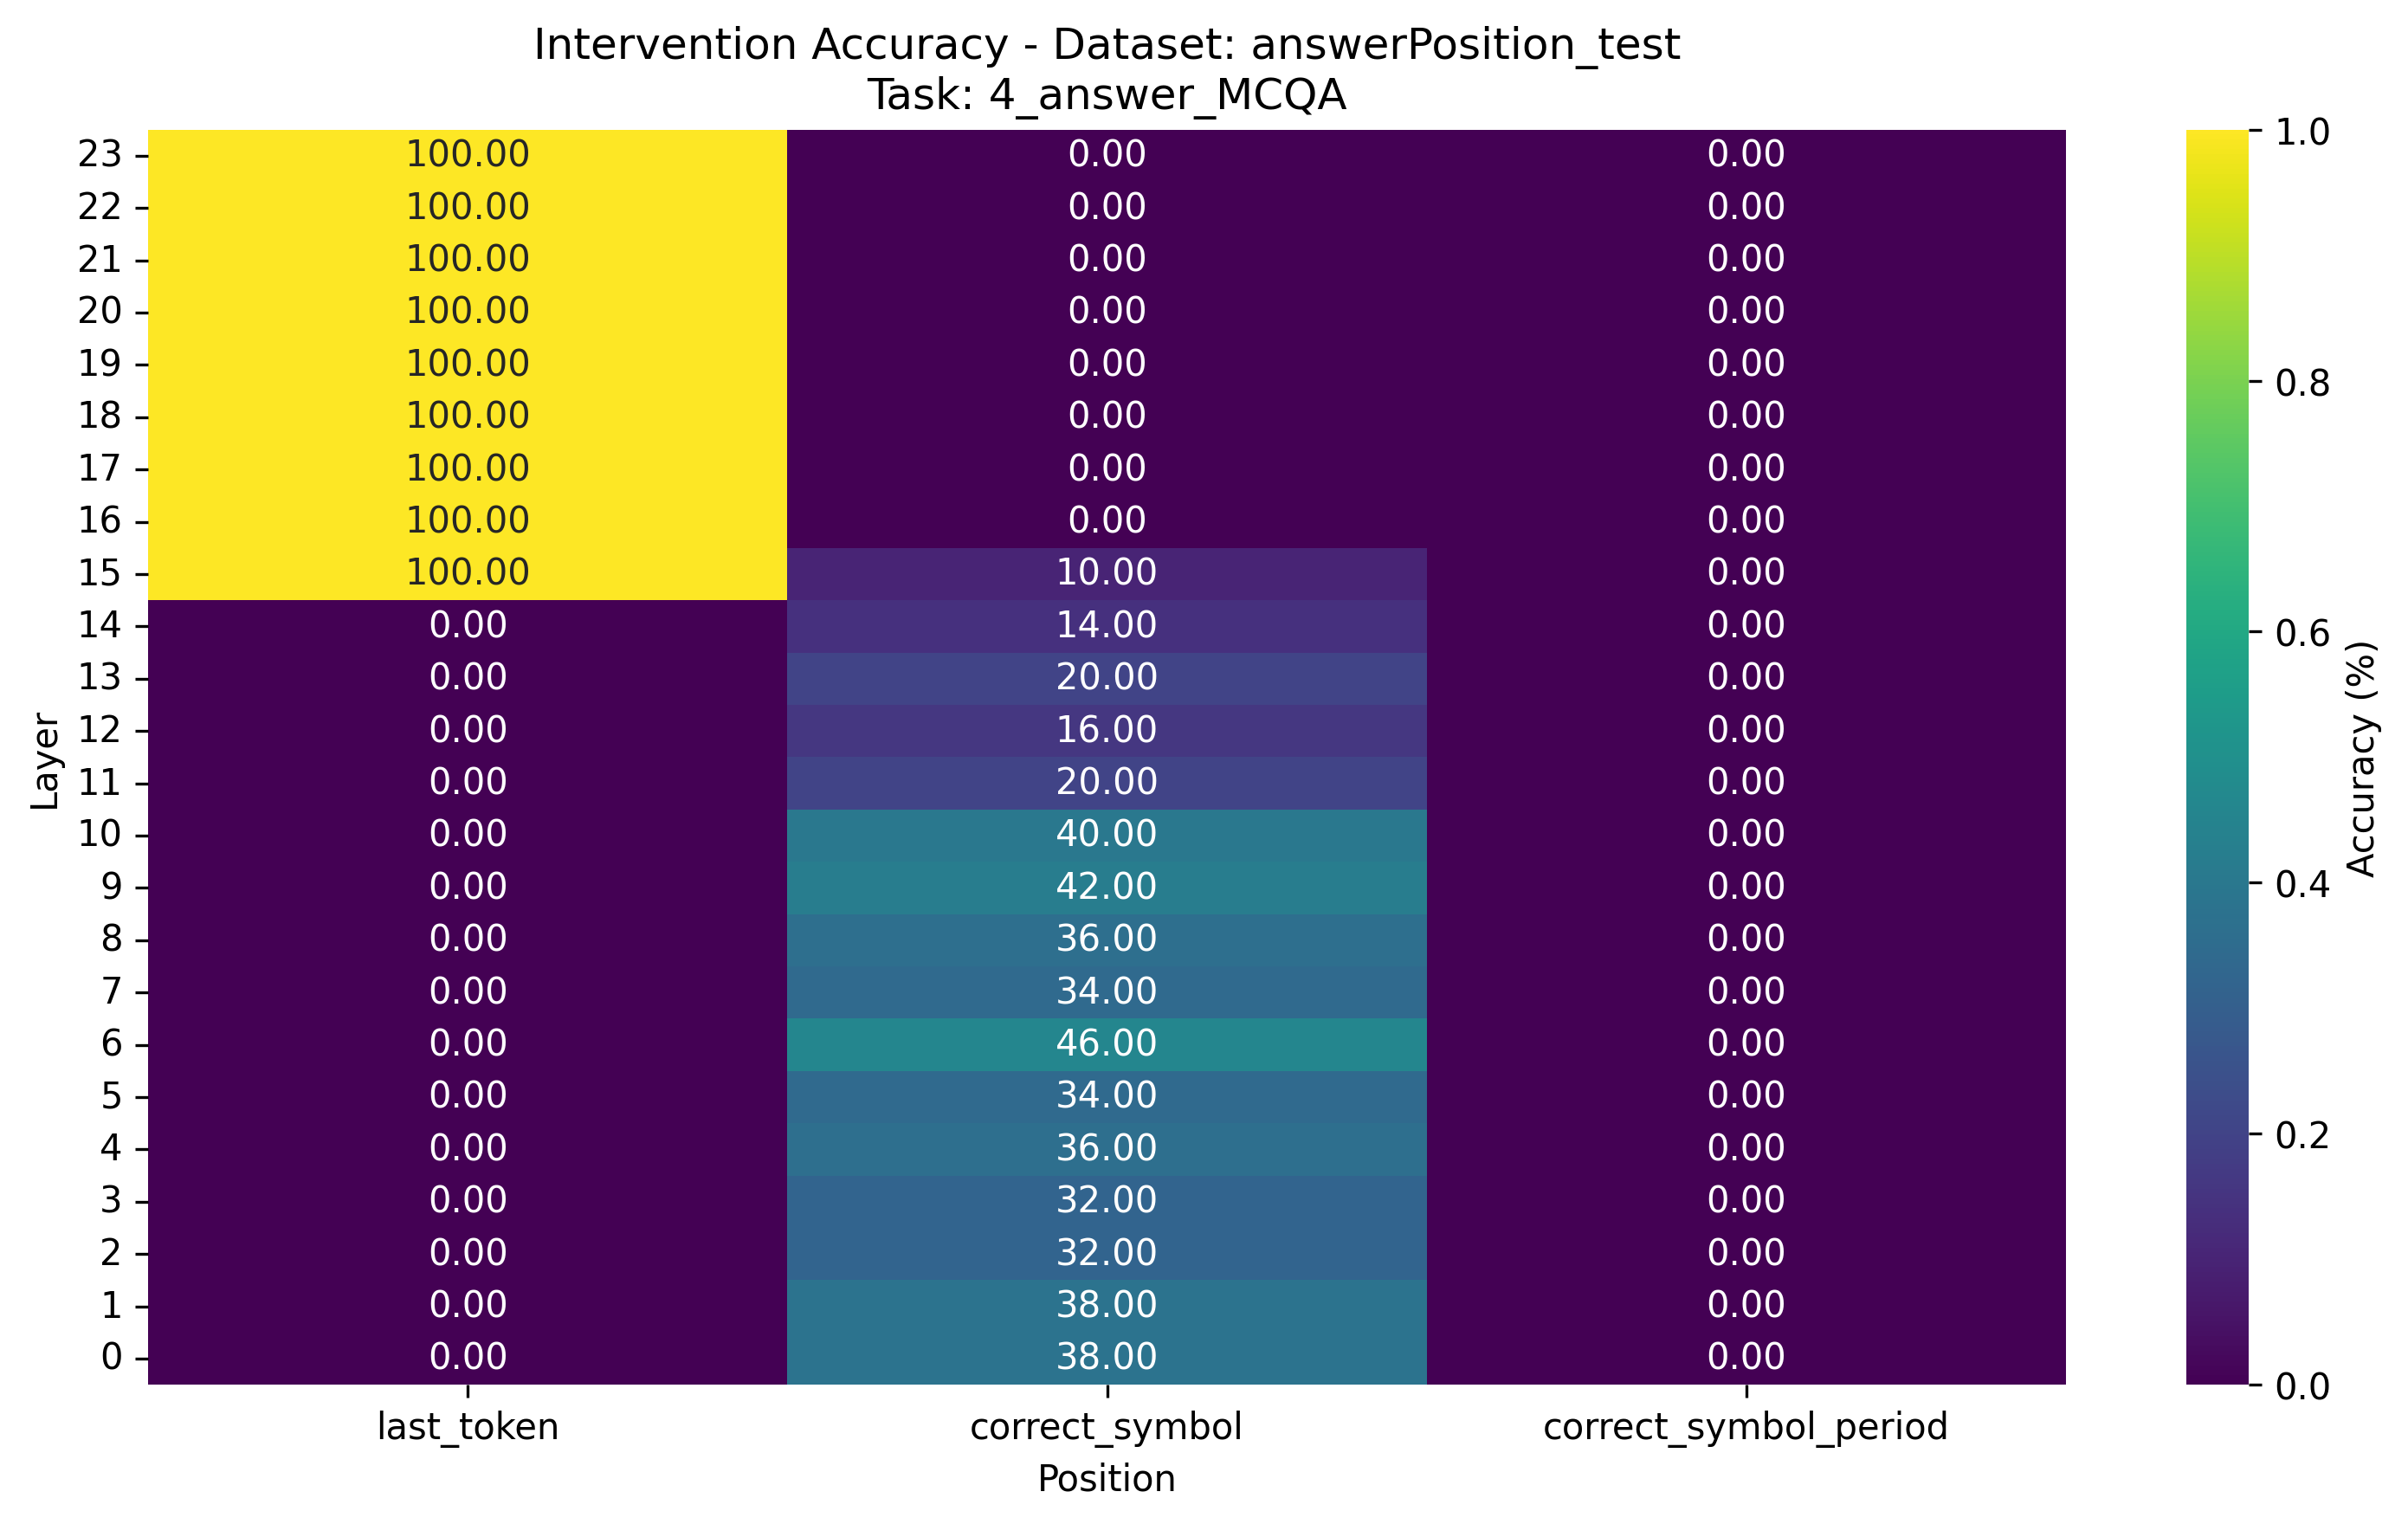 Intervention Accuracy - Dataset: answerPosition_test
Task: 4_answer_MCQA
23 100.00 0.00 0.00
22 100.00 0.00 0.00
21 100.00 0.00 0.00
20 100.00 0.00 0.00
19 100.00 0.00 0.00
18 100.00 0.00 0.00
17 100.00 0.00 0.00
16 100.00 0.00 0.00
15 100.00 10.00 0.00
14 0.00 14.00 0.00
13 0.00 20.00 0.00
12 0.00 16.00 0.00
11 0.00 20.00 0.00
10 0.00 40.00 0.00
9 0.00 42.00 0.00
8 0.00 36.00 0.00
7 0.00 34.00 0.00
6 0.00 46.00 0.00
5 0.00 34.00 0.00
4 0.00 36.00 0.00
3 0.00 32.00 0.00
2 0.00 32.00 0.00
1 0.00 38.00 0.00
0 0.00 38.00 0.00
Layer
last_token correct_symbol correct_symbol_period
Position
1.0
0.8
0.6
0.4
0.2
0.0
Accuracy (%)